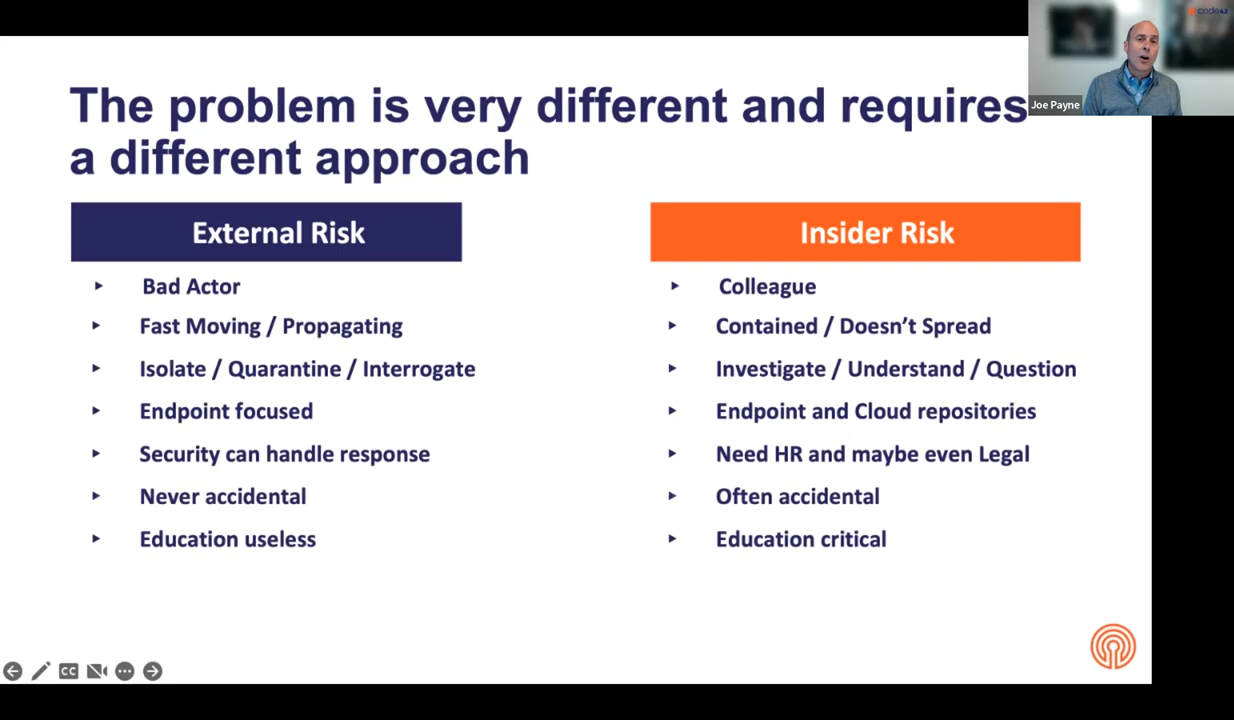 code42
Joe Payne
The problem is very different and requires
a different approach
External Risk
Bad Actor
Fast Moving / Propagating
Isolate / Quarantine / Interrogate
Endpoint focused
Security can handle response
Never accidental
Education useless
Insider Risk
Colleague
Contained / Doesn’t Spread
Investigate / Understand / Question
Endpoint and Cloud repositories
Need HR and maybe even Legal
Often accidental
Education critical
CC